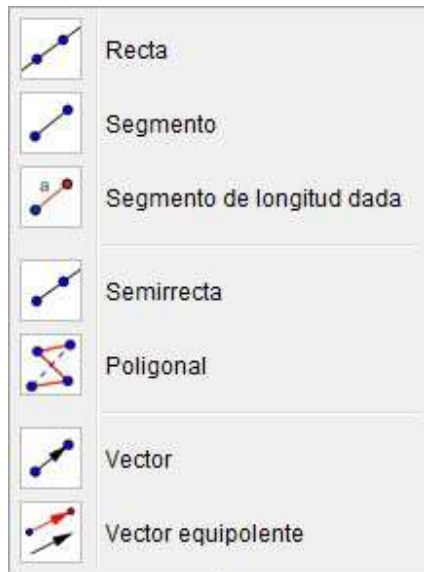 Recta
Segmento
a
Segmento de longitud dada
Semirrecta
Poligonal
Vector
Vector equipolente